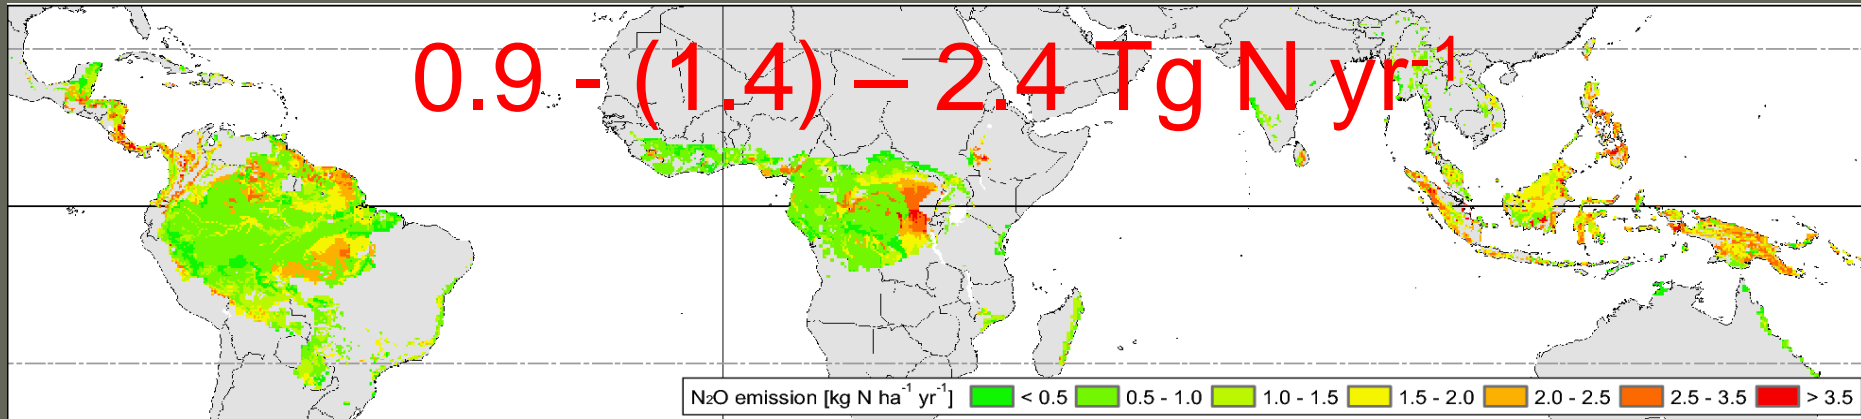 0.9 - (1.4) – 2.4 Tg N yr⁻¹
N₂O emission [kg N ha⁻¹ yr⁻¹] < 0.5 0.5 - 1.0 1.0 - 1.5 1.5 - 2.0 2.0 - 2.5 2.5 - 3.5 > 3.5